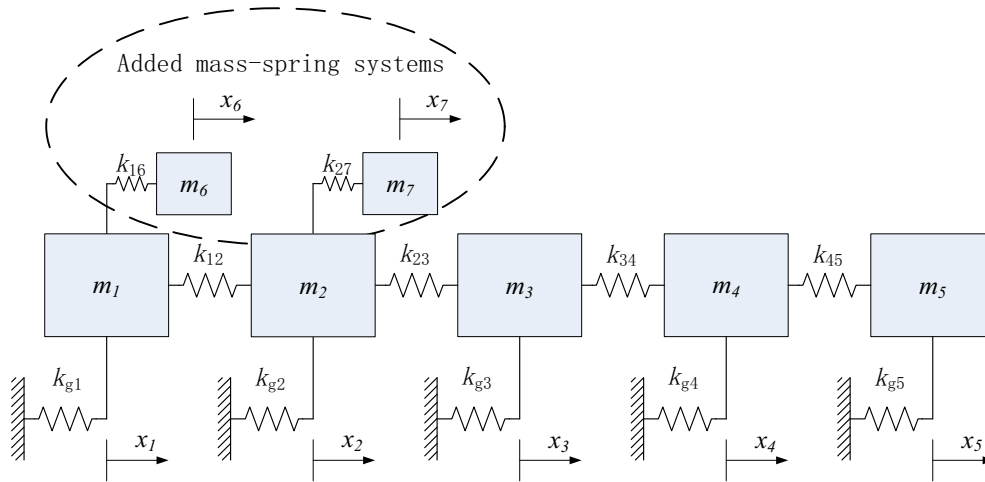 Added mass-spring systems
x6 x7
k16 k27
m6 m7
k12 k23 k34 k45
m1 m2 m3 m4 m5
kg1 kg2 kg3 kg4 kg5
x1 x2 x3 x4 x5